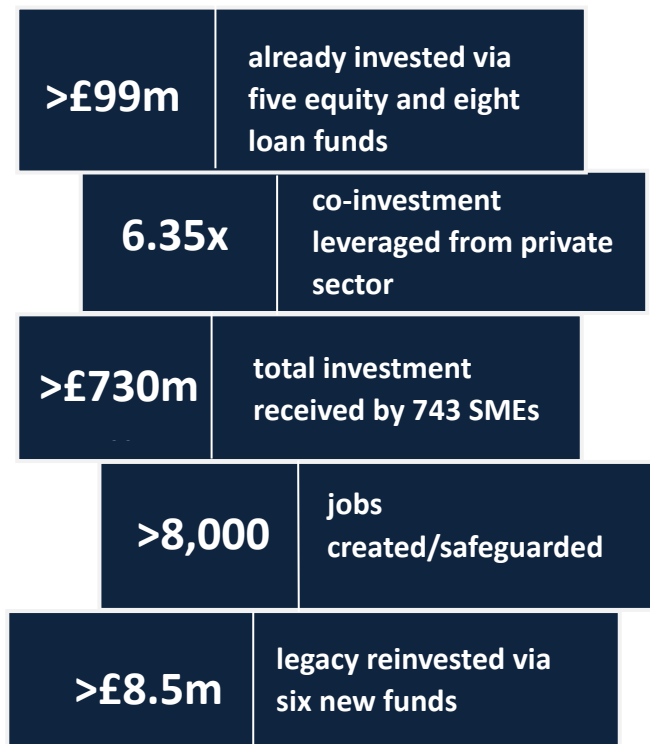 >£99m
already invested via
five equity and eight
loan funds
6.35x
co-investment
leveraged from private
sector
>£730m
total investment
received by 743 SMEs
>8,000
jobs
created/safeguarded
>£8.5m
legacy reinvested via
six new funds